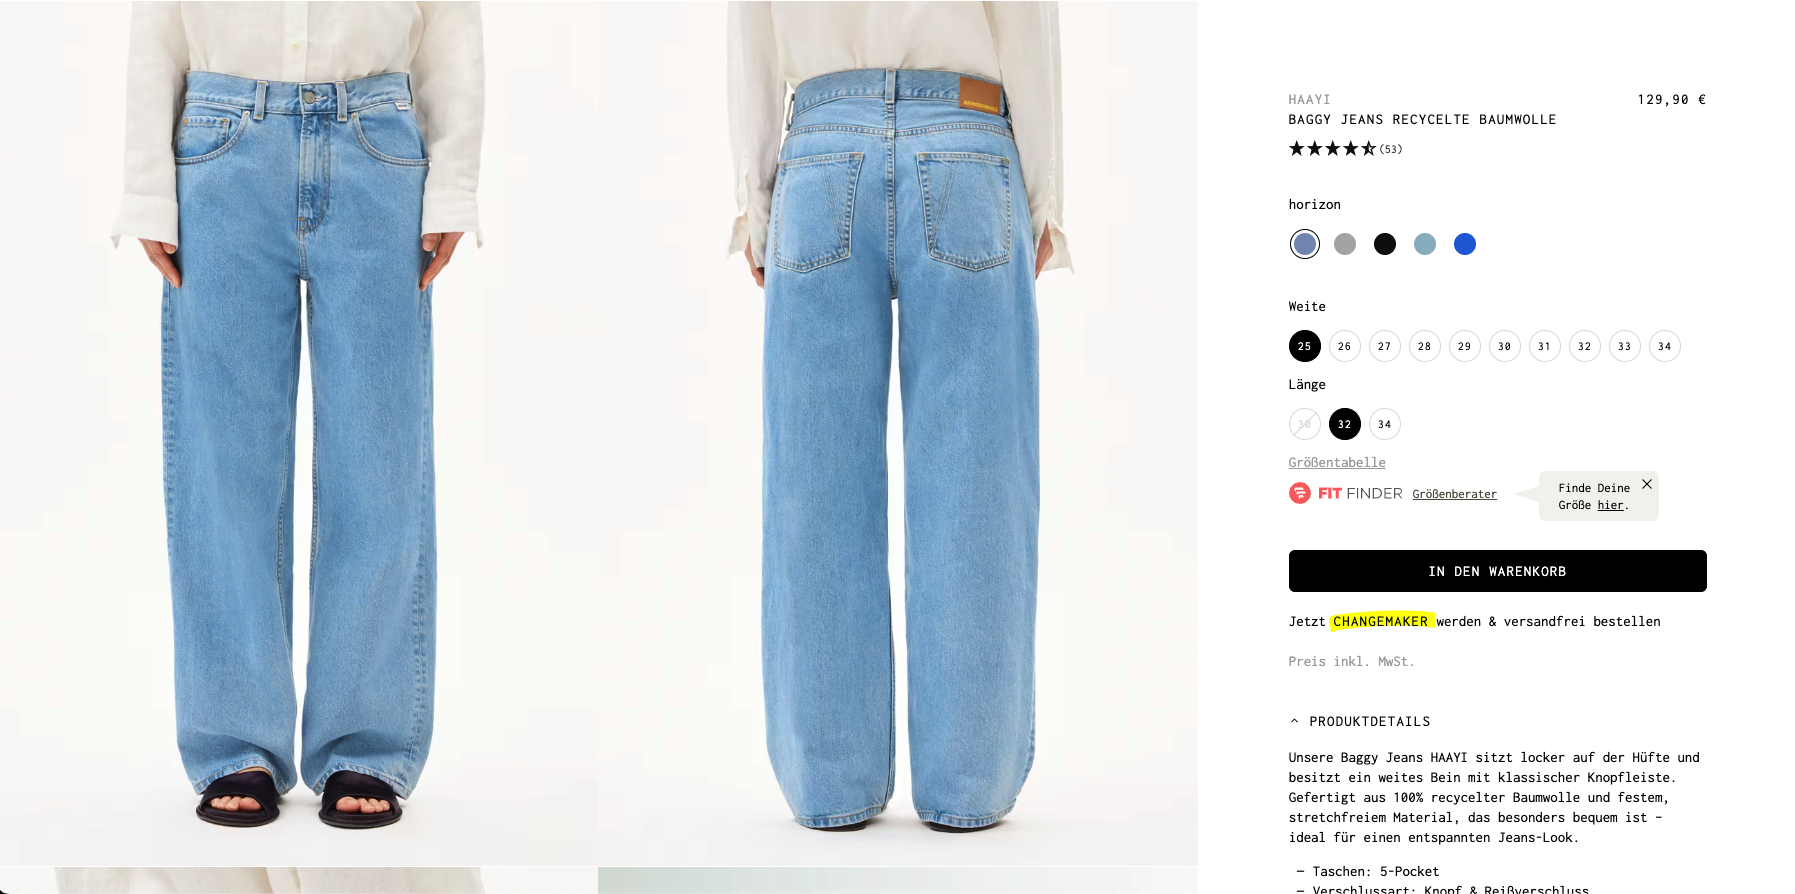 HAAYI
129,90 €
BAGGY JEANS RECYCELTE BAUMWOLLE
(53)
horizon
Weite
25 26 27 28 29 30 31 32 33 34
Länge
30 32 34
Größentabelle
FIT FINDER Größenberater
Finde Deine
Größe hier.
IN DEN WARENKORB
Jetzt CHANGEMAKER werden & versandfrei bestellen
Preis inkl. MwSt.
PRODUKTDETAILS
Unsere Baggy Jeans HAAYI sitzt locker auf der Hüfte und
besitzt ein weites Bein mit klassischer Knopfleiste.
Gefertigt aus 100% recycelter Baumwolle und festem,
stretchfreiem Material, das besonders bequem ist –
ideal für einen entspannten Jeans-Look.
– Taschen: 5-Pocket
– Verschlussart: Knopf & Reißverschluss